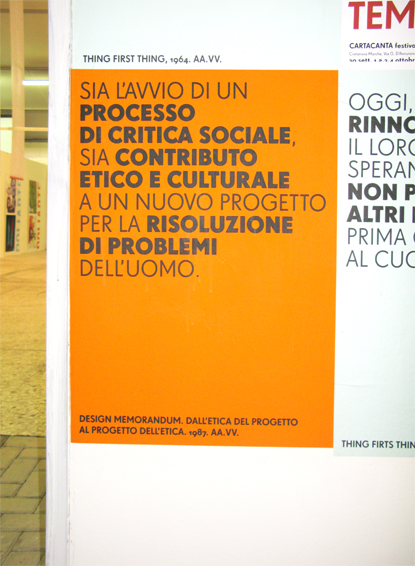 THING FIRST THING, 1964. AA.VV.
SIA L'AVVIO DI UN
PROCESSO
DI CRITICA SOCIALE,
SIA CONTRIBUTO
ETICO E CULTURALE
A UN NUOVO PROGETTO
PER LA RISOLUZIONE
DI PROBLEMI
DELL'UOMO.
DESIGN MEMORANDUM. DALL'ETICA DEL PROGETTO
AL PROGETTO DELL'ETICA. 1987. AA.VV.
TEM
CARTACANTA festival
OGGI,
RINNO
IL LORO
SPERAN
NON P
ALTRI
PRIMA
AL CUO
THING FIRTS THIN